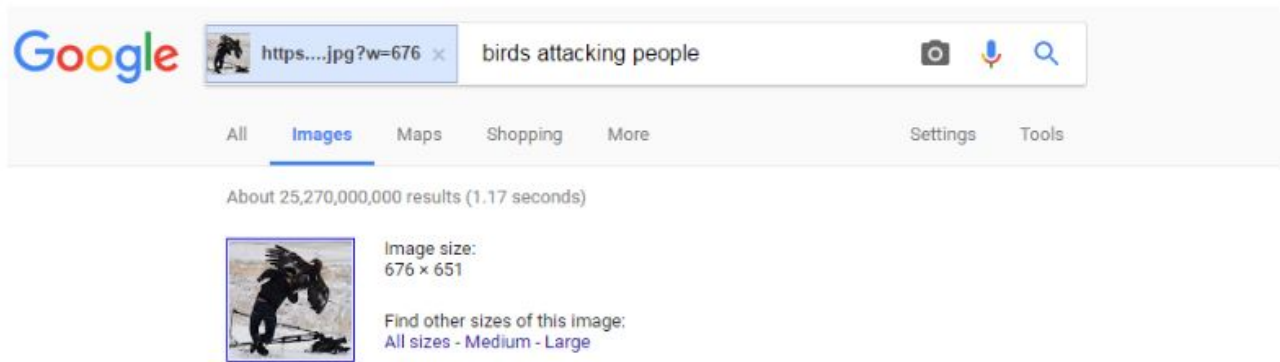 Google https....jpg?w=676 × birds attacking people
All Images Maps Shopping More Settings Tools
About 25,270,000,000 results (1.17 seconds)
Image size:
676 × 651
Find other sizes of this image:
All sizes - Medium - Large